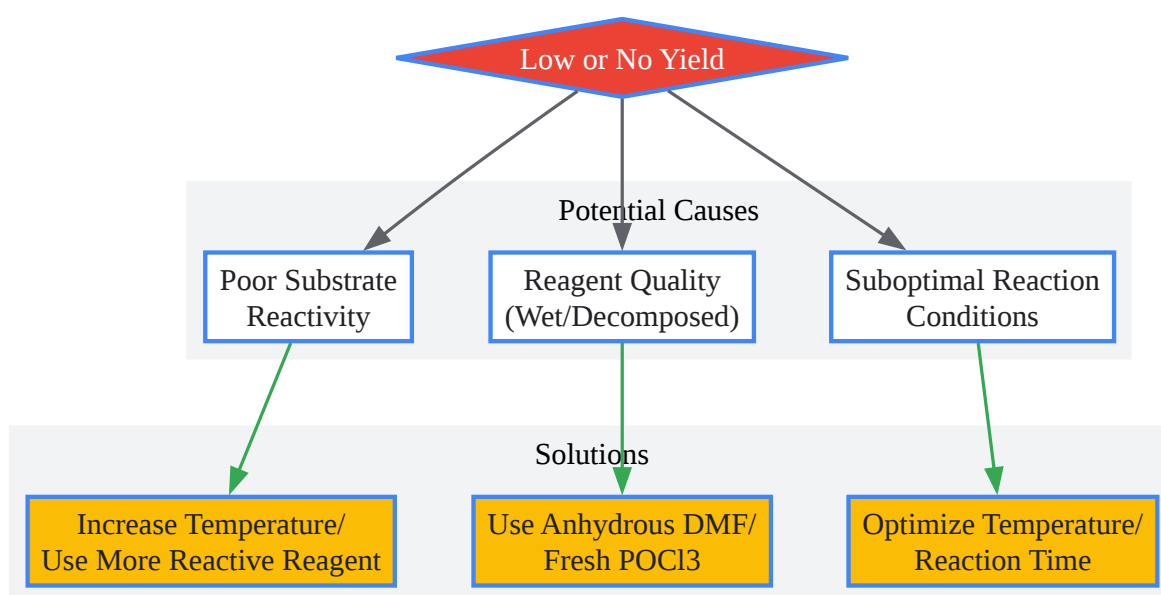 Low or No Yield
Potential Causes
Poor Substrate
Reactivity
Reagent Quality
(Wet/Decomposed)
Suboptimal Reaction
Conditions
Solutions
Increase Temperature/
Use More Reactive Reagent
Use Anhydrous DMF/
Fresh POCl3
Optimize Temperature/
Reaction Time